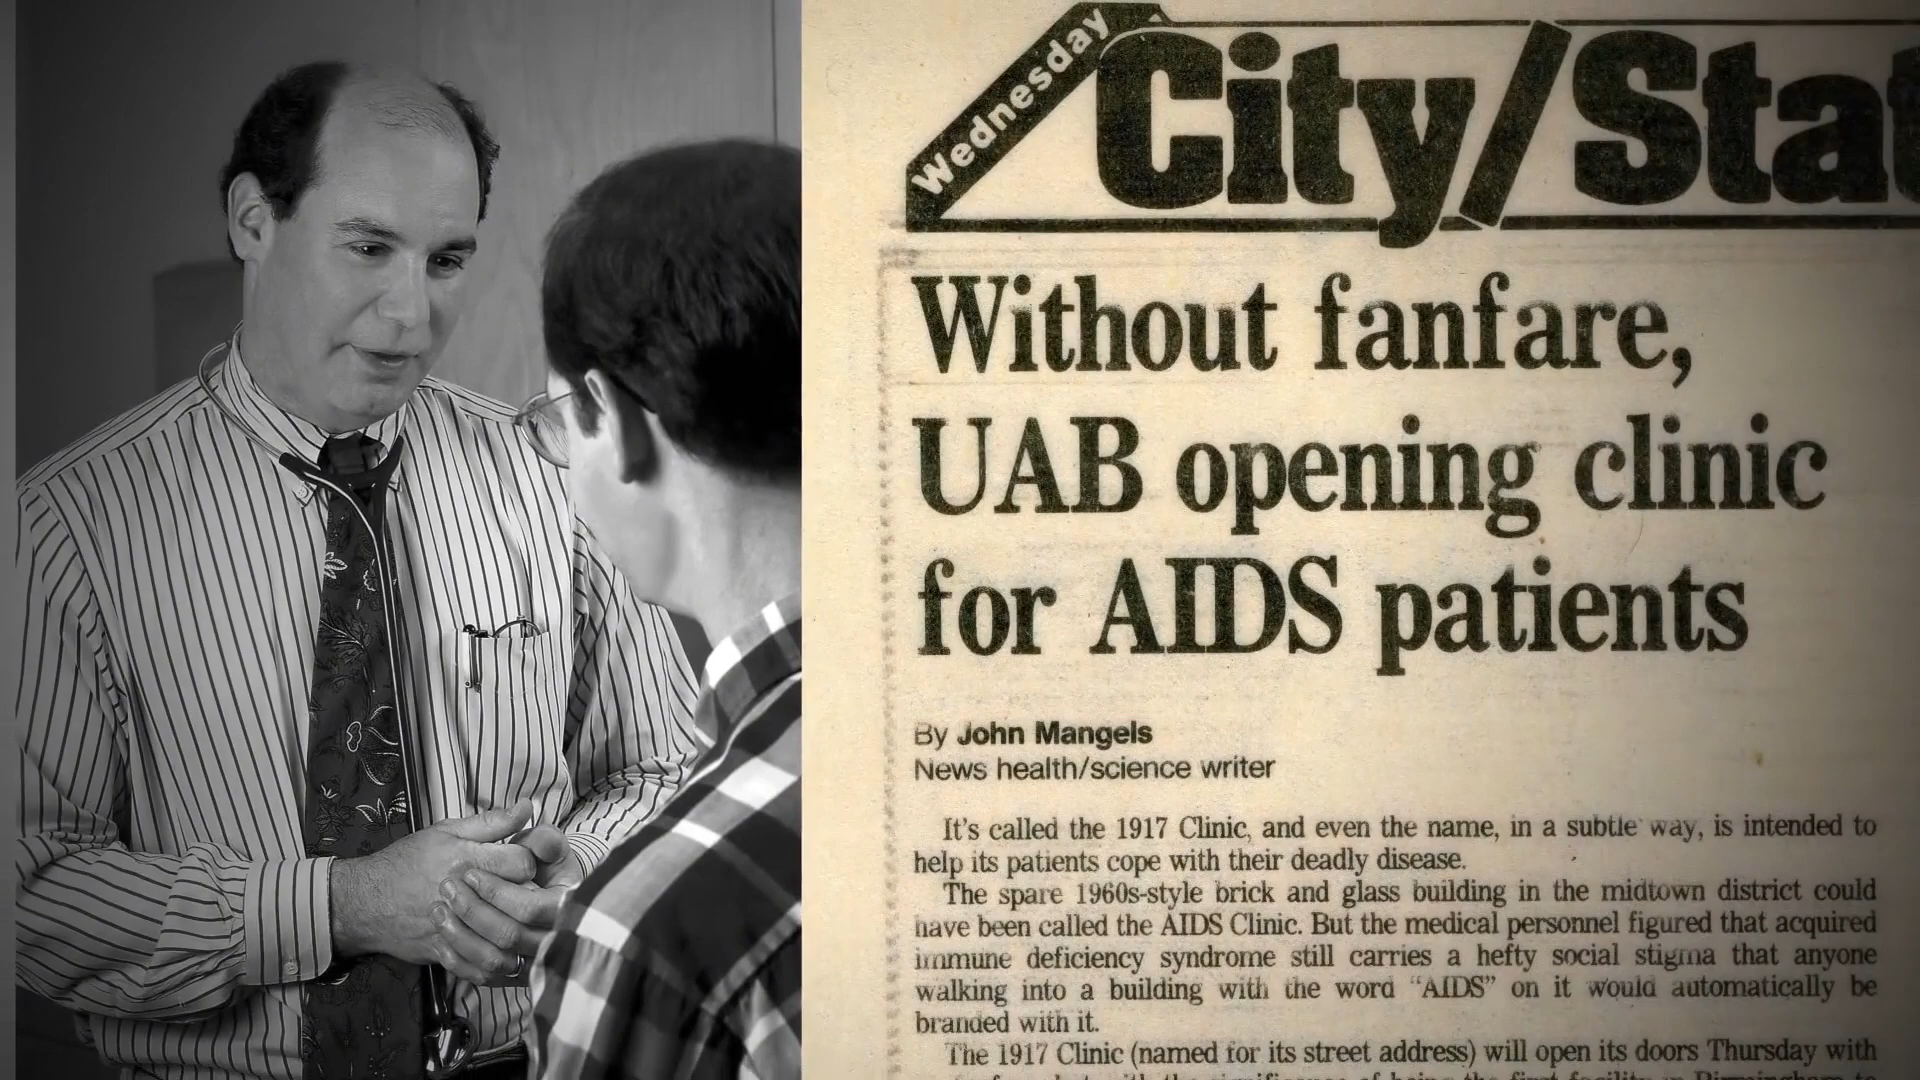 Wednesday
City/Stat
Without fanfare,
UAB opening clinic
for AIDS patients
By John Mangels
News health/science writer
It's called the 1917 Clinic, and even the name, in a subtle way, is intended to
help its patients cope with their deadly disease.
The spare 1960s-style brick and glass building in the midtown district could
have been called the AIDS Clinic. But the medical personnel figured that acquired
immune deficiency syndrome still carries a hefty social stigma that anyone
walking into a building with the word “AIDS” on it would automatically be
branded with it.
The 1917 Clinic (named for its street address) will open its doors Thursday with